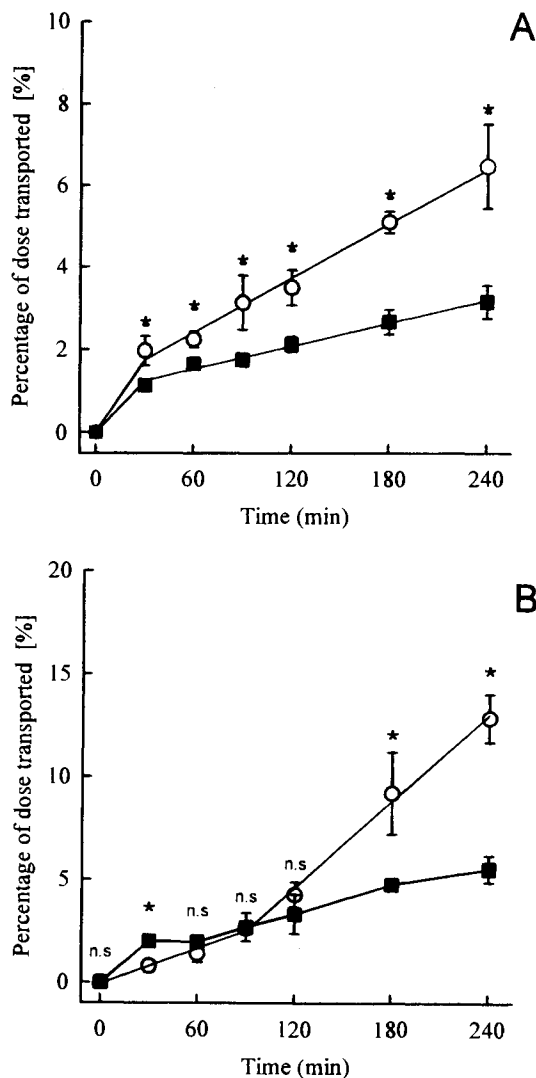 A
Percentage of dose transported [%]
10
8
6
4
2
0
*
*
*
*
*
*
0 60 120 180 240
Time (min)
B
Percentage of dose transported [%]
20
15
10
5
0
n.s
*
n.s
n.s
n.s
*
*
0 60 120 180 240
Time (min)